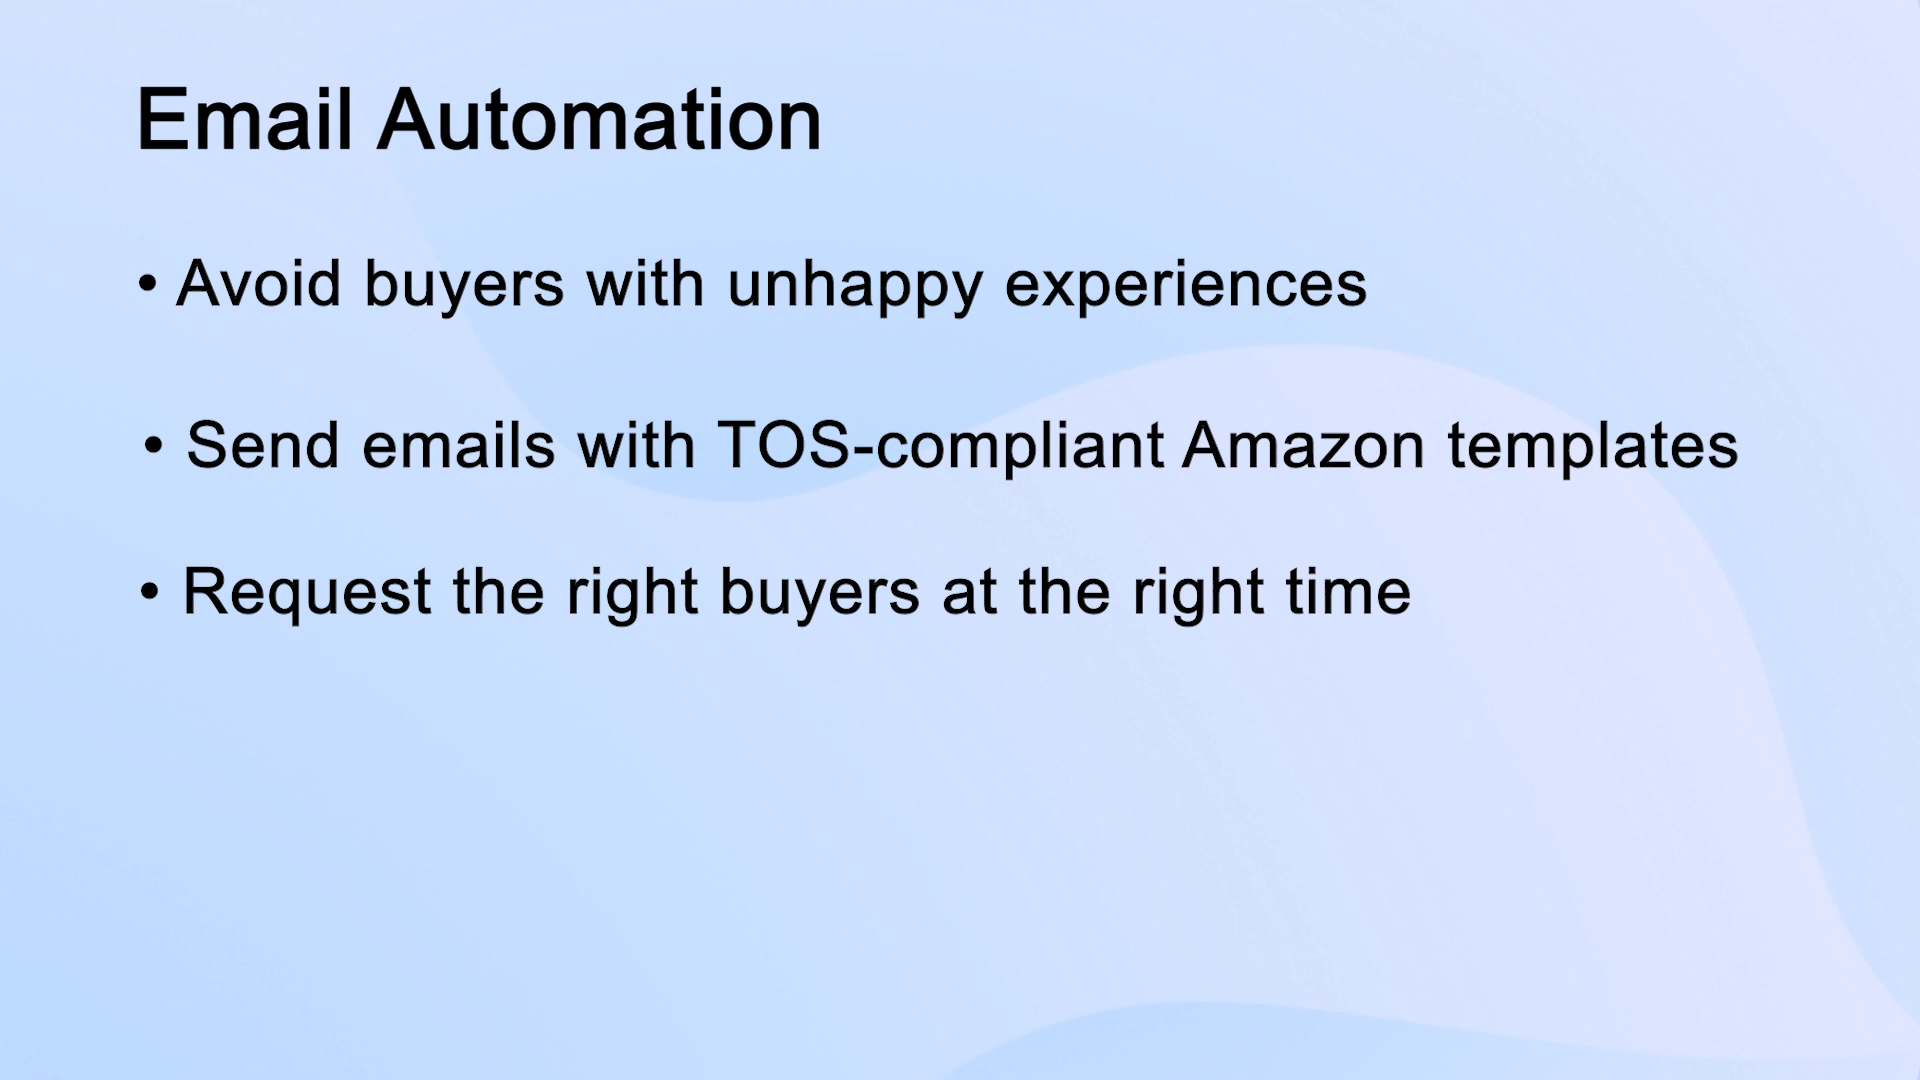 Email Automation
• Avoid buyers with unhappy experiences
• Send emails with TOS-compliant Amazon templates
• Request the right buyers at the right time